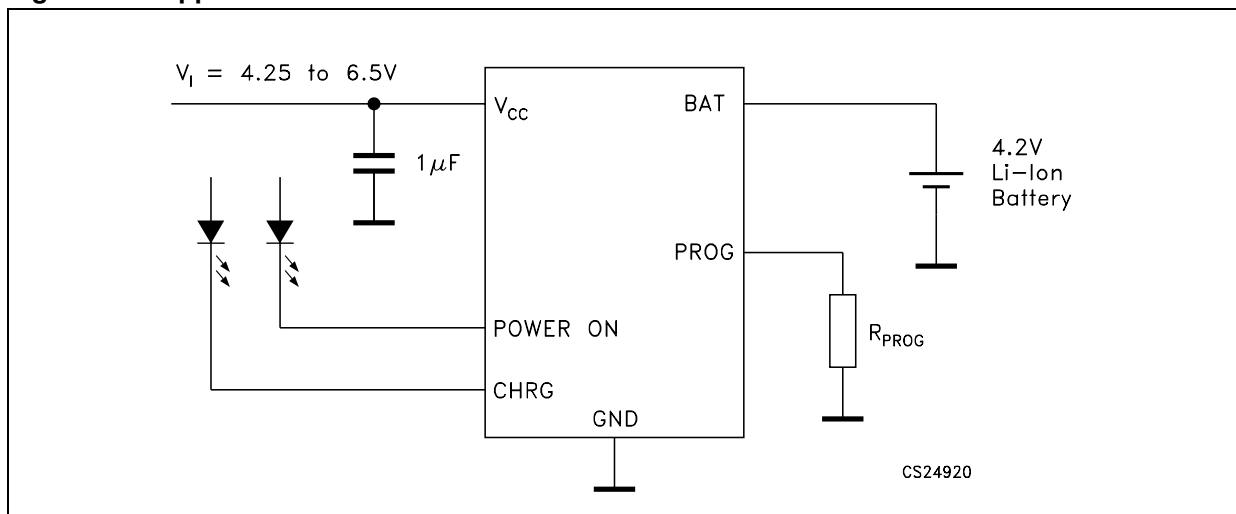 V_I = 4.25 to 6.5V
V_CC
BAT
1μF
4.2V
Li-Ion
Battery
PROG
POWER ON
R_PROG
CHRG
GND
CS24920